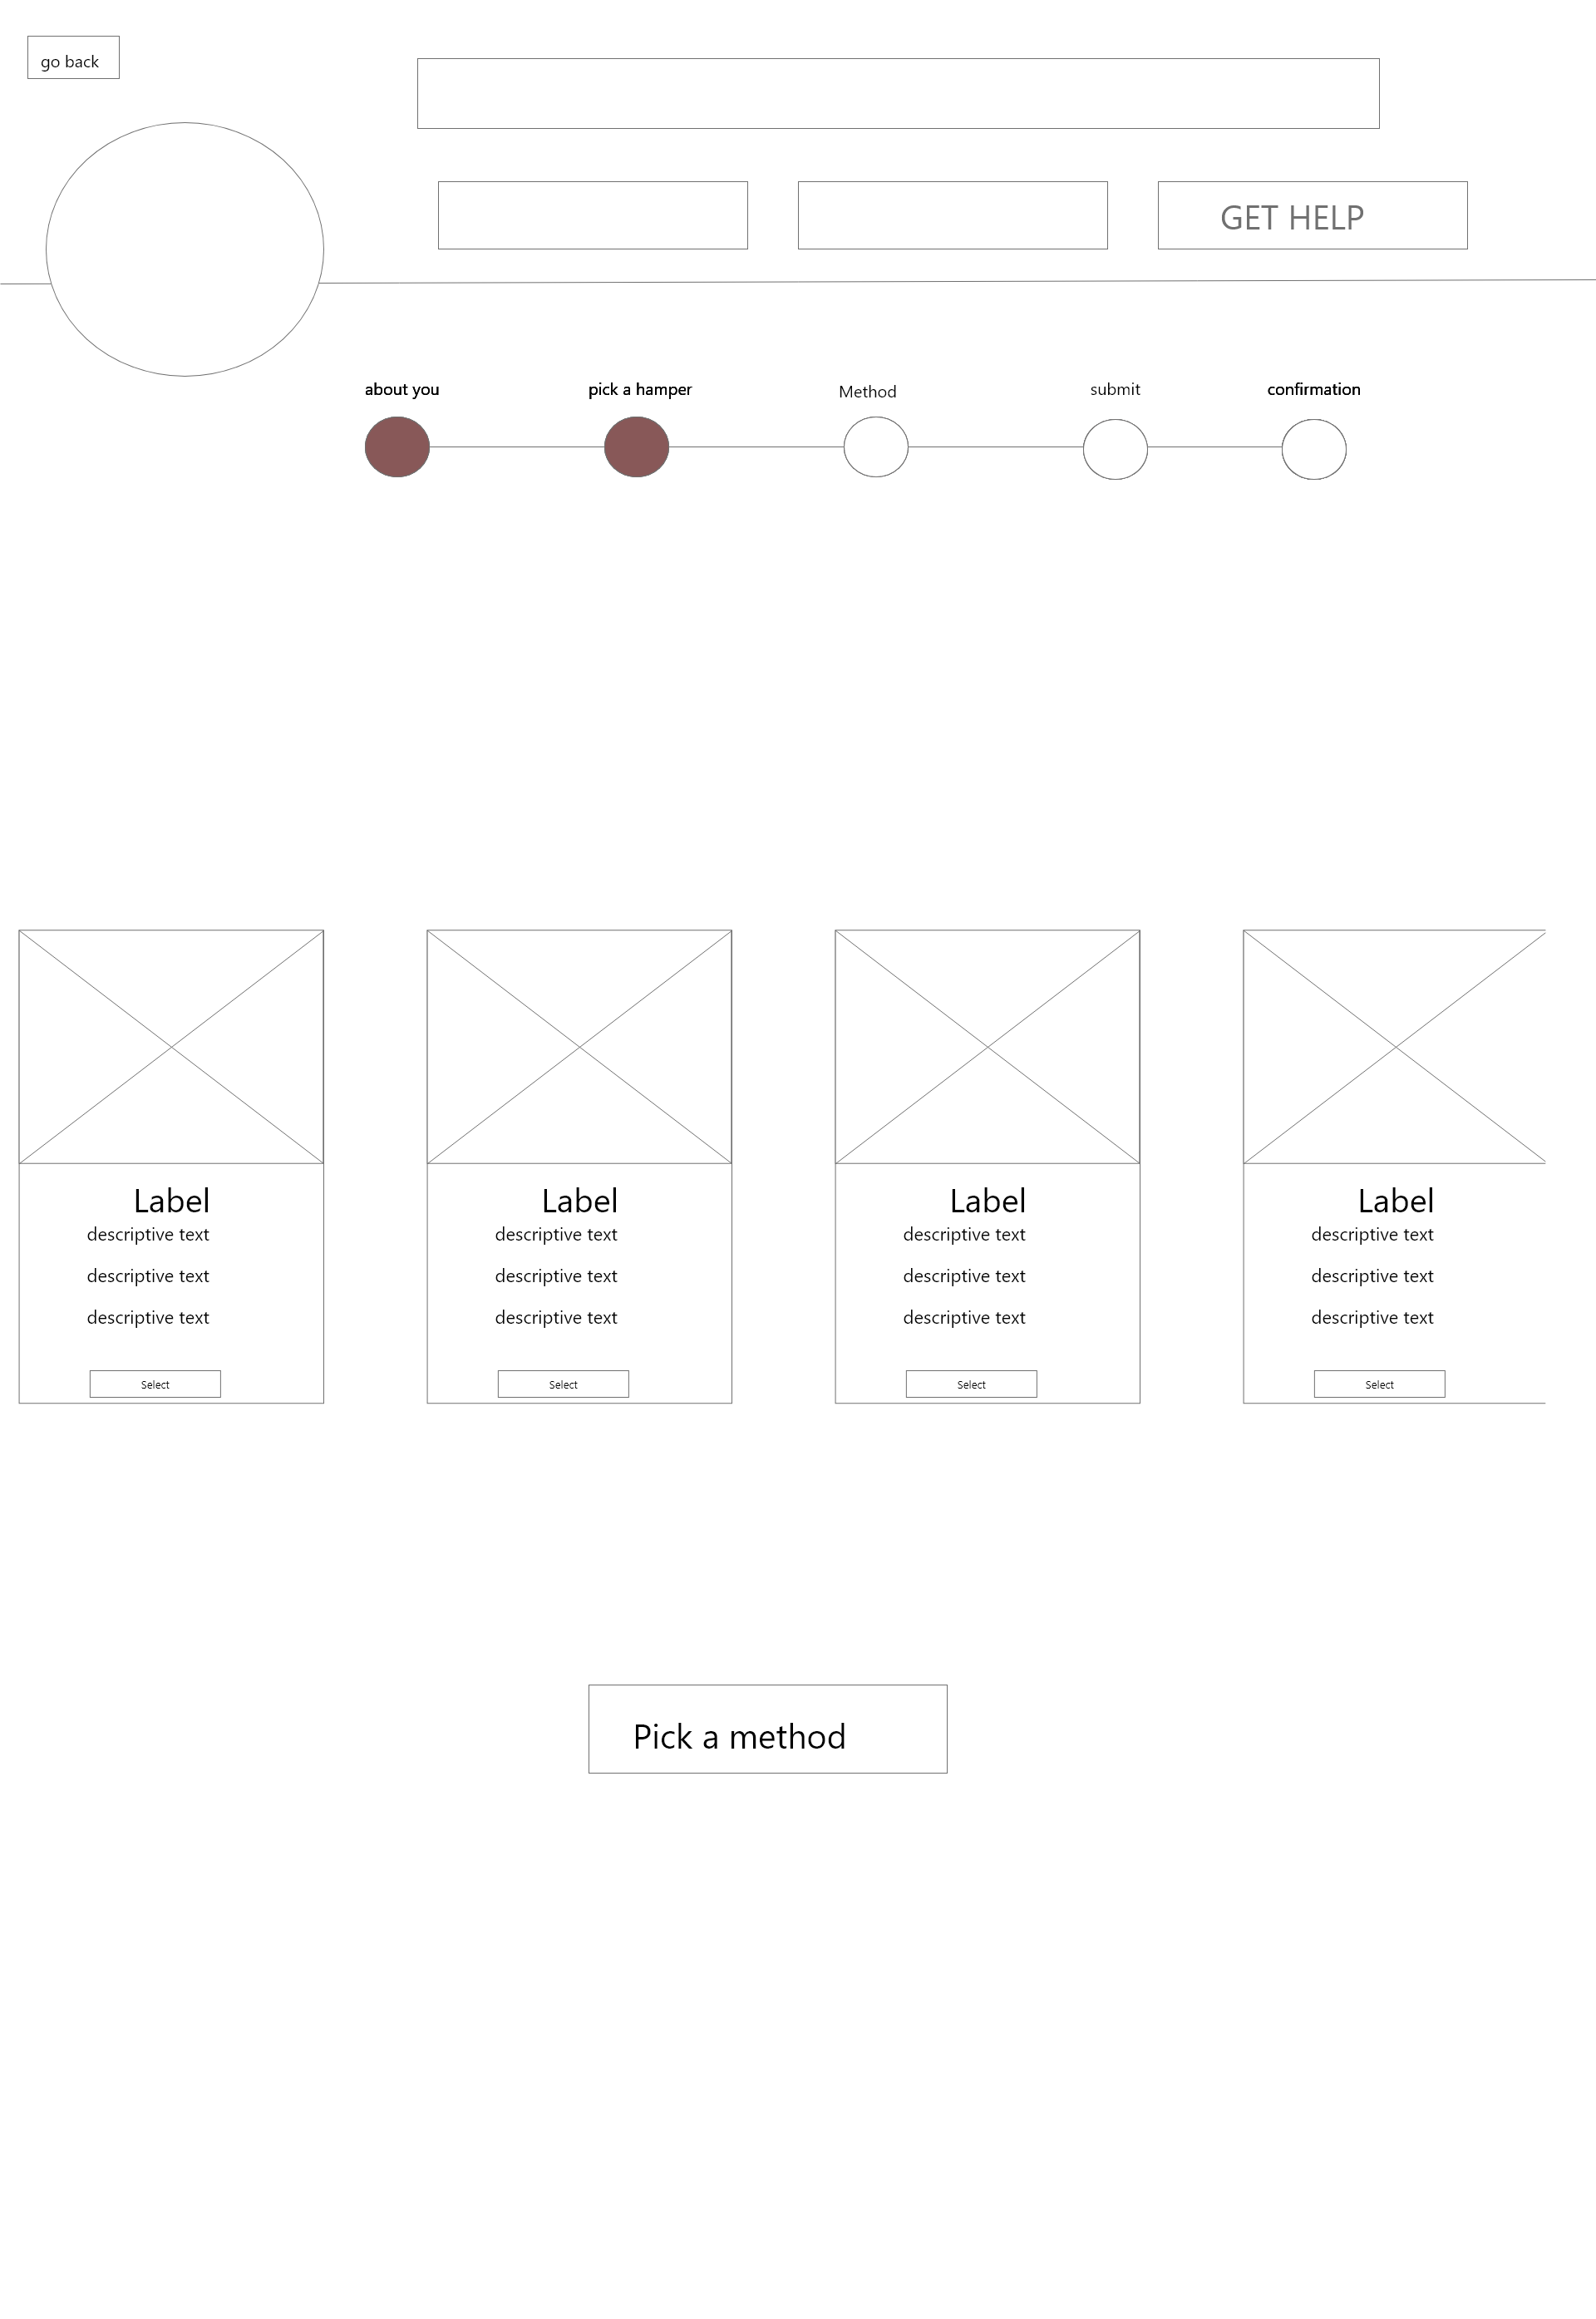 go back
GET HELP
about you
pick a hamper
Method
submit
confirmation
Label
descriptive text
descriptive text
descriptive text
Select
Label
descriptive text
descriptive text
descriptive text
Select
Label
descriptive text
descriptive text
descriptive text
Select
Label
descriptive text
descriptive text
descriptive text
Select
Pick a method